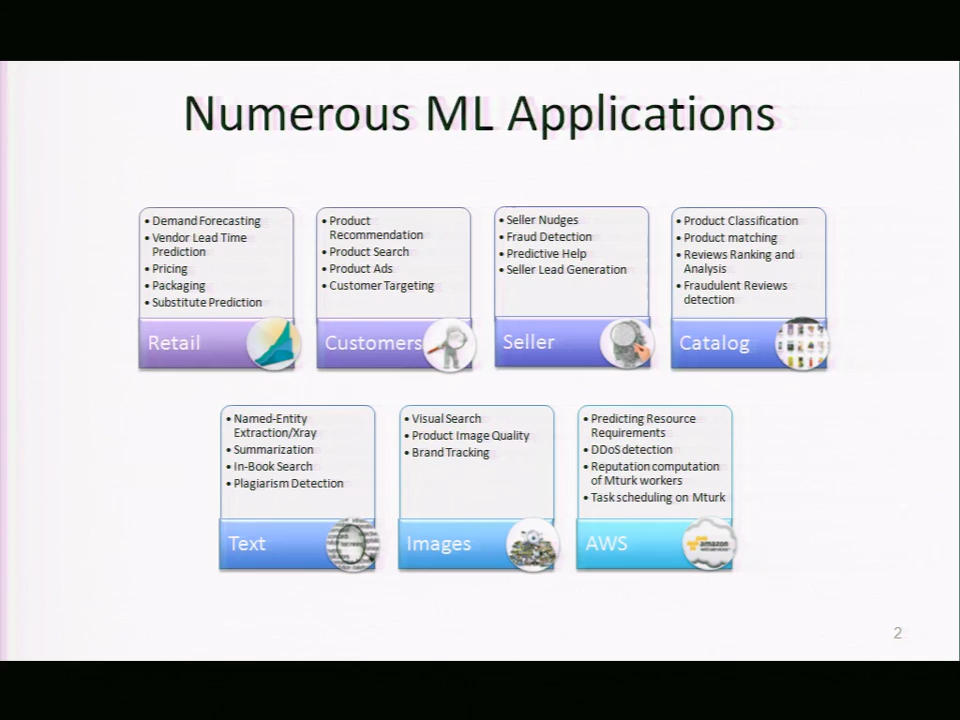 Numerous ML Applications
• Demand Forecasting
• Vendor Lead Time
Prediction
• Pricing
• Packaging
• Substitute Prediction
Retail
• Product
Recommendation
• Product Search
• Product Ads
• Customer Targeting
Customers
• Seller Nudges
• Fraud Detection
• Predictive Help
• Seller Lead Generation
Seller
• Product Classification
• Product matching
• Reviews Ranking and
Analysis
• Fraudulent Reviews
detection
Catalog
• Named-Entity
Extraction/Xray
• Summarization
• In-Book Search
• Plagiarism Detection
Text
• Visual Search
• Product Image Quality
• Brand Tracking
Images
• Predicting Resource
Requirements
• DDoS detection
• Reputation computation
of Mturk workers
• Task scheduling on Mturk
AWS
amazon
2